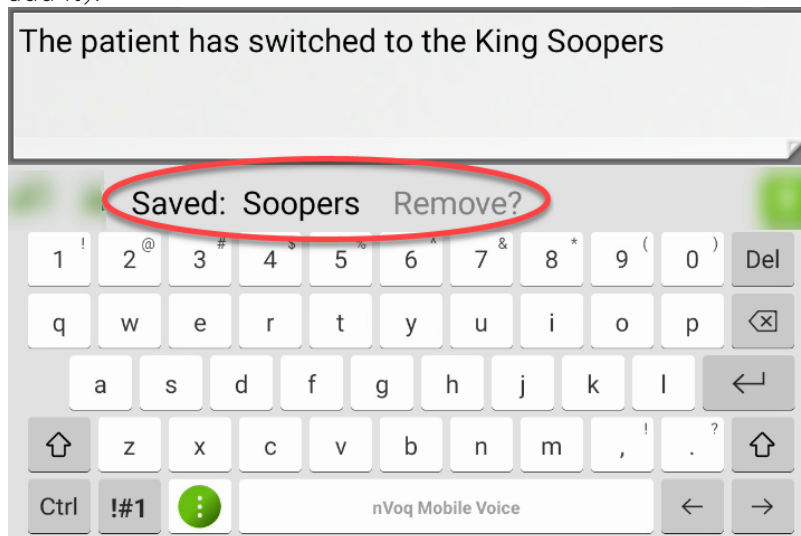 The patient has switched to the King Soopers
Saved: Soopers Remove?
1 ! 2 @ 3 # 4 $ 5 % 6 ^ 7 & 8 * 9 ( 0 ) Del
q w e r t y u i o p
a s d f g h j k l
z x c v b n m , ! . ?
Ctrl !#1 nVoq Mobile Voice ← →